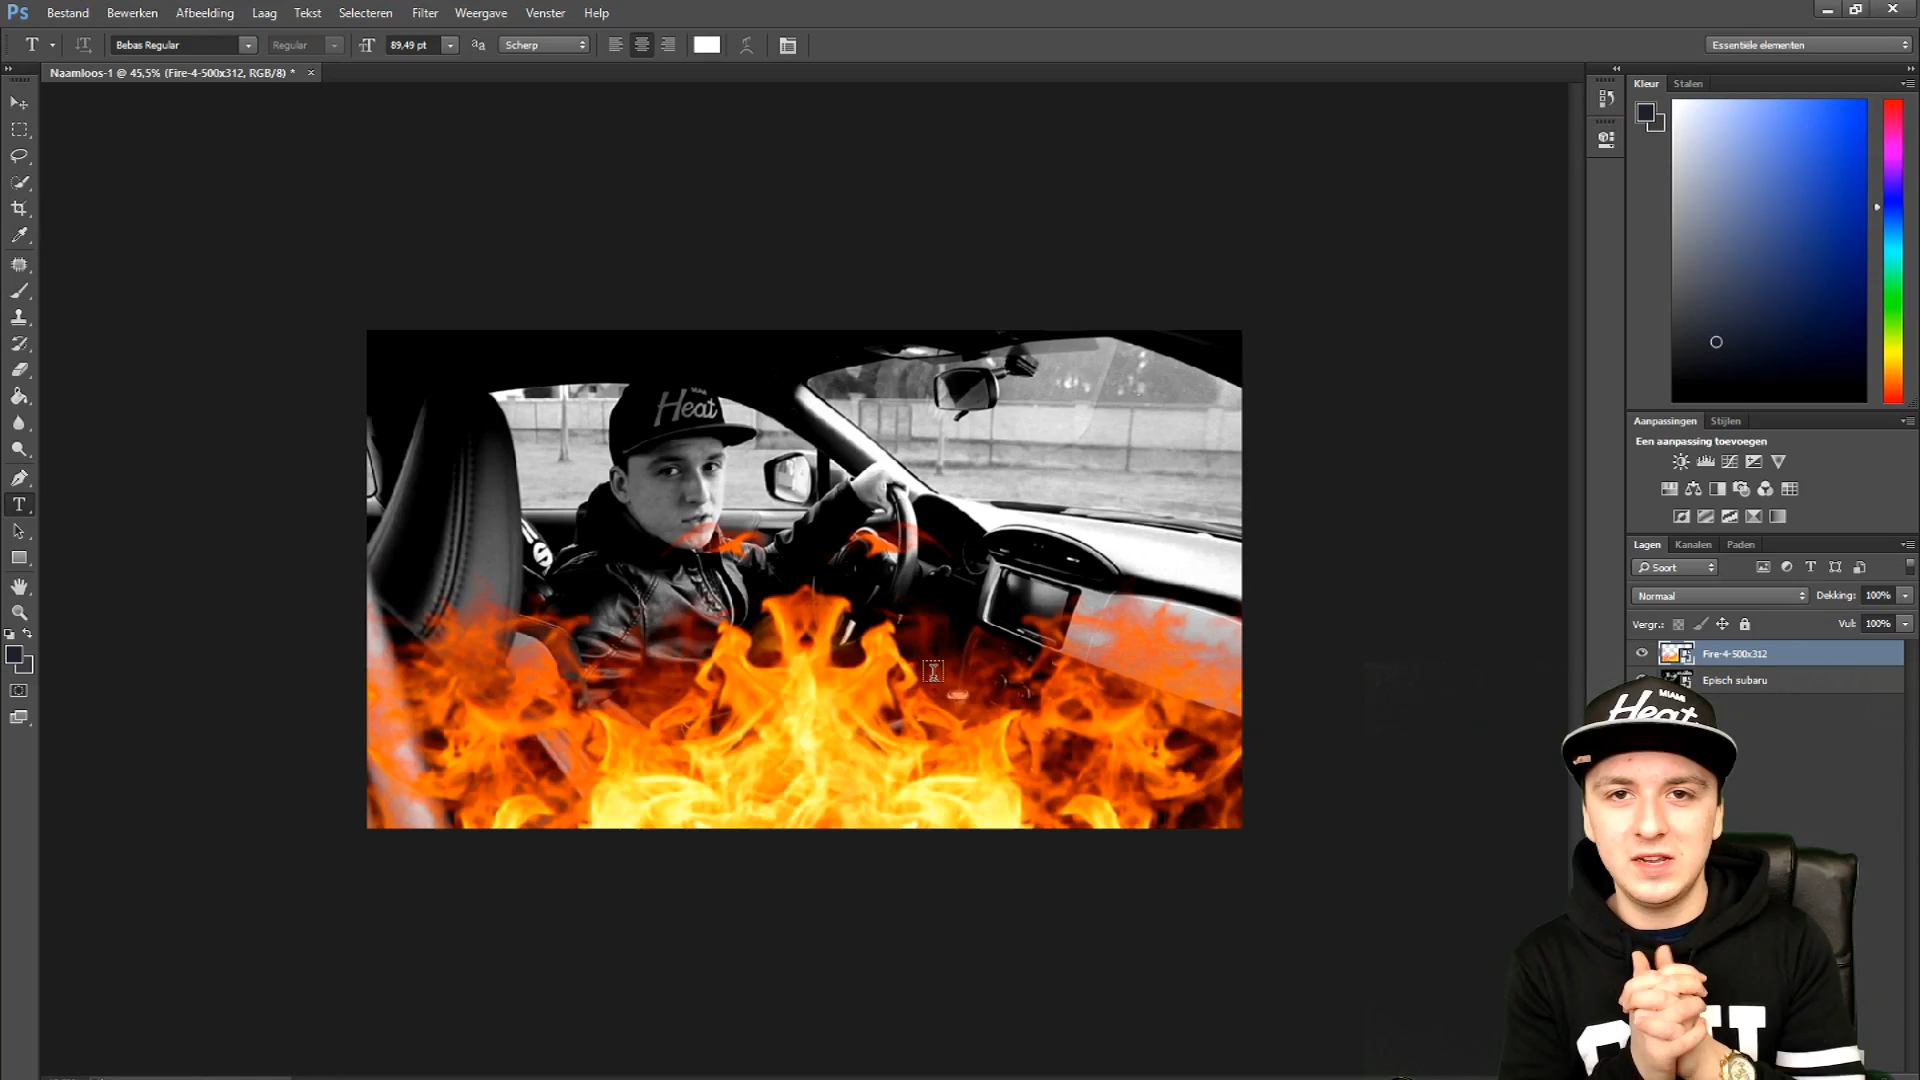 Ps Bestand Bewerken Afbeelding Laag Tekst Selecteren Filter Weergave Venster Help
T Bebas Regular Regular 89,49 pt aa Scherp Essentiële elementen
Naamloos-1 @ 45,5% (Fire-4-500x312, RGB/8) *
Kleur Stalen
Aanpassingen Stijlen
Een aanpassing toevoegen
Lagen Kanalen Paden
Soort
Normaal Dekking: 100%
Vergr.: Vul: 100%
Fire-4-500x312
Episch subaru
Heat
MIAMI
Heat